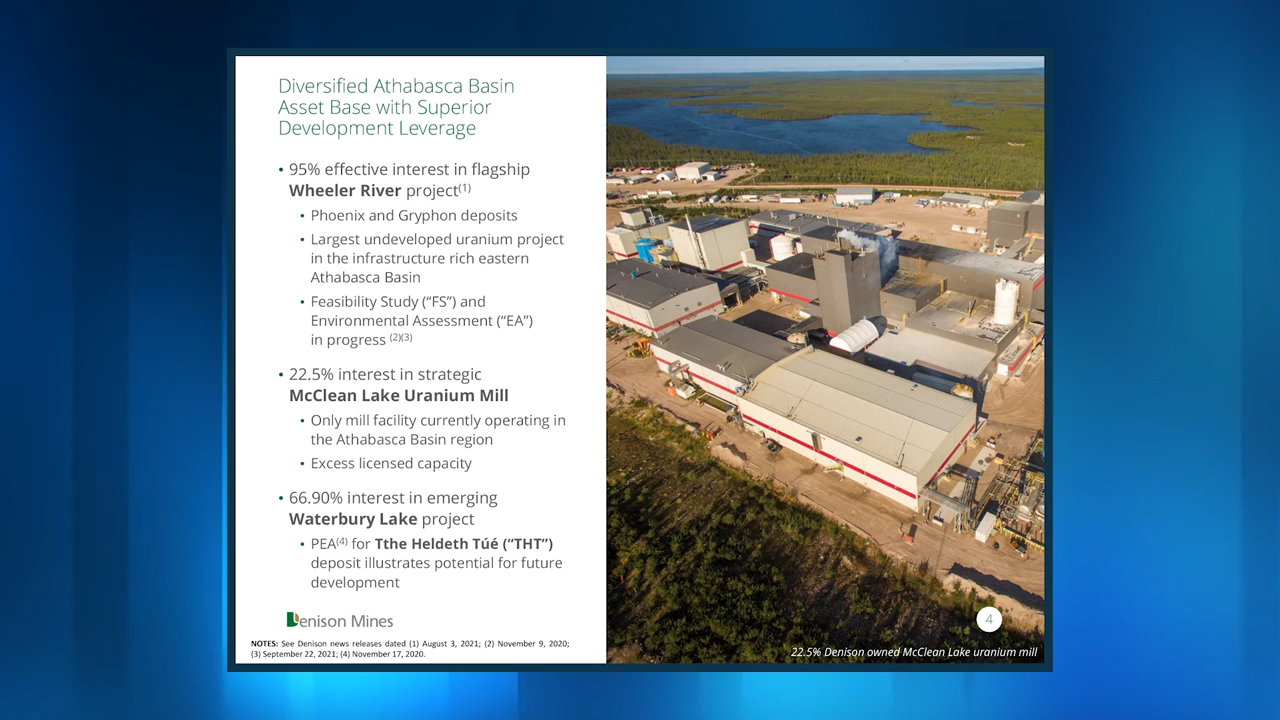 Diversified Athabasca Basin
Asset Base with Superior
Development Leverage
• 95% effective interest in flagship
Wheeler River project(1)
• Phoenix and Gryphon deposits
• Largest undeveloped uranium project
in the infrastructure rich eastern
Athabasca Basin
• Feasibility Study (“FS”) and
Environmental Assessment (“EA”)
in progress (2)(3)
• 22.5% interest in strategic
McClean Lake Uranium Mill
• Only mill facility currently operating in
the Athabasca Basin region
• Excess licensed capacity
• 66.90% interest in emerging
Waterbury Lake project
• PEA(4) for Tthe Heldeth Túé (“THT”)
deposit illustrates potential for future
development
Denison Mines
NOTES: See Denison news releases dated (1) August 3, 2021; (2) November 9, 2020;
(3) September 22, 2021; (4) November 17, 2020.
4
22.5% Denison owned McClean Lake uranium mill